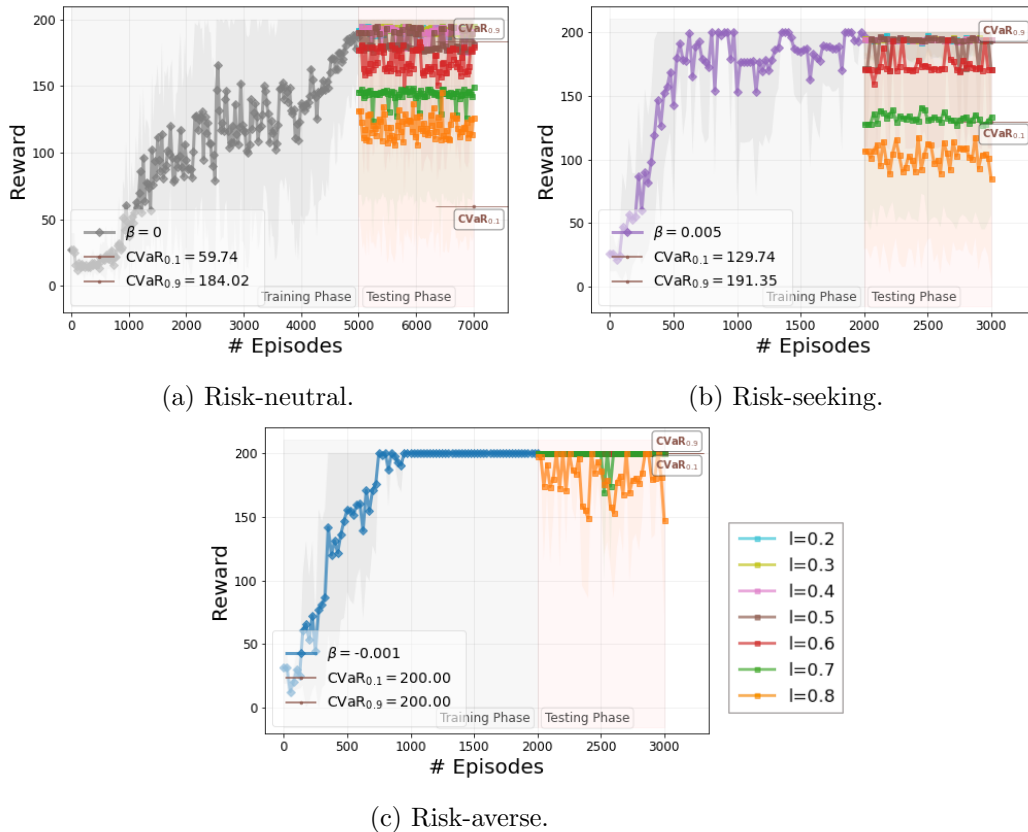 200
150
100
50
0
Reward
CVaR0.9
CVaR0.1
β = 0
CVaR0.1 = 59.74
CVaR0.9 = 184.02
Training Phase
Testing Phase
0 1000 2000 3000 4000 5000 6000 7000
# Episodes
(a) Risk-neutral.
200
150
100
50
0
Reward
CVaR0.9
CVaR0.1
β = 0.005
CVaR0.1 = 129.74
CVaR0.9 = 191.35
Training Phase
Testing Phase
0 500 1000 1500 2000 2500 3000
# Episodes
(b) Risk-seeking.
200
150
100
50
0
Reward
CVaR0.9
CVaR0.1
β = -0.001
CVaR0.1 = 200.00
CVaR0.9 = 200.00
Training Phase
Testing Phase
0 500 1000 1500 2000 2500 3000
# Episodes
(c) Risk-averse.
l=0.2
l=0.3
l=0.4
l=0.5
l=0.6
l=0.7
l=0.8